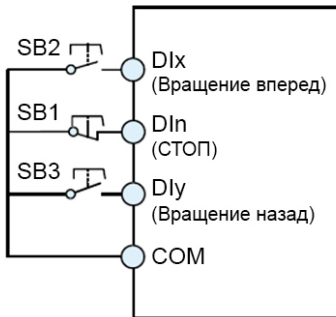 SB2
DIx
(Вращение вперед)
SB1
DIn
(СТОП)
SB3
DIy
(Вращение назад)
COM